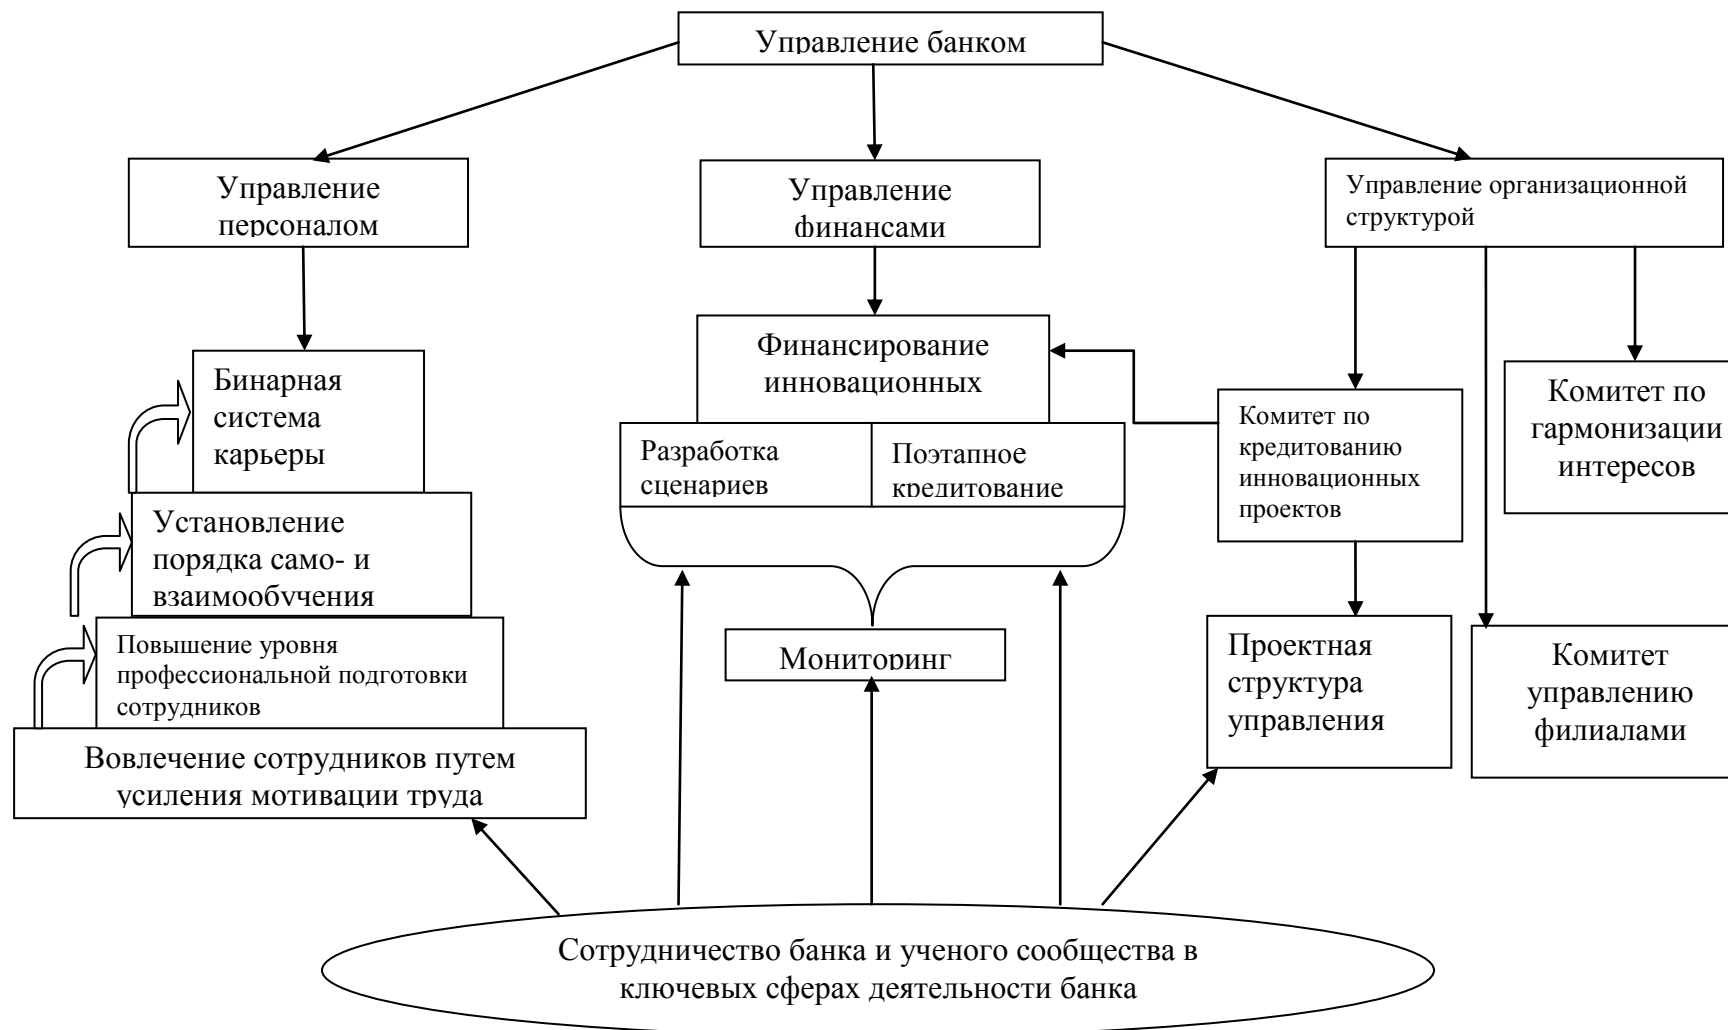 Управление банком
Управление
персоналом
Управление
финансами
Управление организационной
структурой
Бинарная
система
карьеры
Установление
порядка само- и
взаимообучения
Повышение уровня
профессиональной подготовки
сотрудников
Вовлечение сотрудников путем
усиления мотивации труда
Финансирование
инновационных
Разработка
сценариев
Поэтапное
кредитование
Мониторинг
Комитет по
кредитованию
инновационных
проектов
Проектная
структура
управления
Комитет по
гармонизации
интересов
Комитет
управлению
филиалами
Сотрудничество банка и ученого сообщества в
ключевых сферах деятельности банка